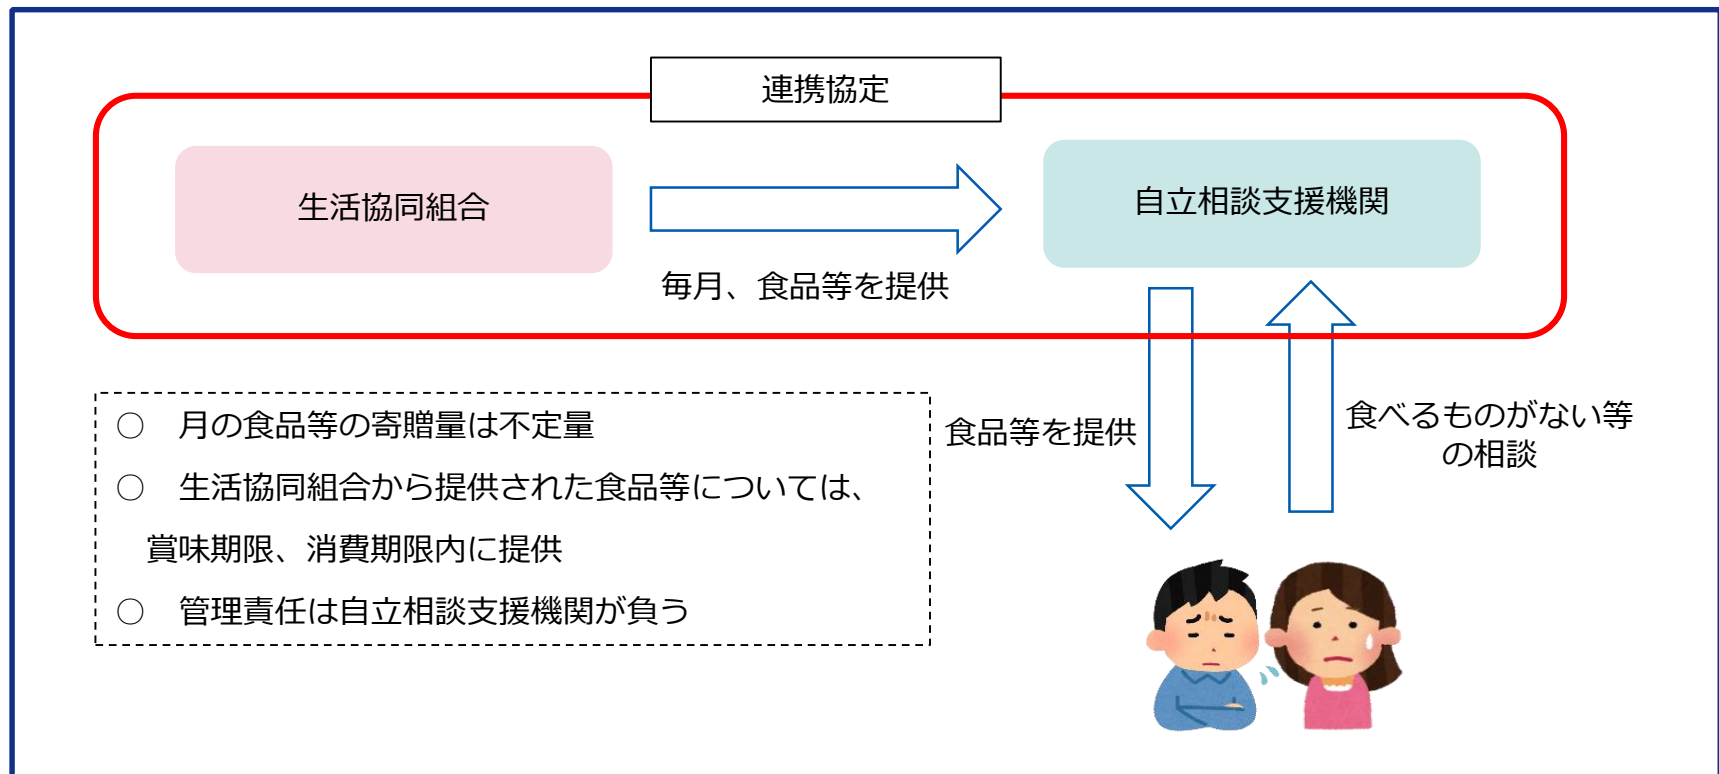 連携協定
生活協同組合
自立相談支援機関
毎月、食品等を提供
○　月の食品等の寄贈量は不定量
○　生活協同組合から提供された食品等については、
賞味期限、消費期限内に提供
○　管理責任は自立相談支援機関が負う
食品等を提供
食べるものがない等
の相談